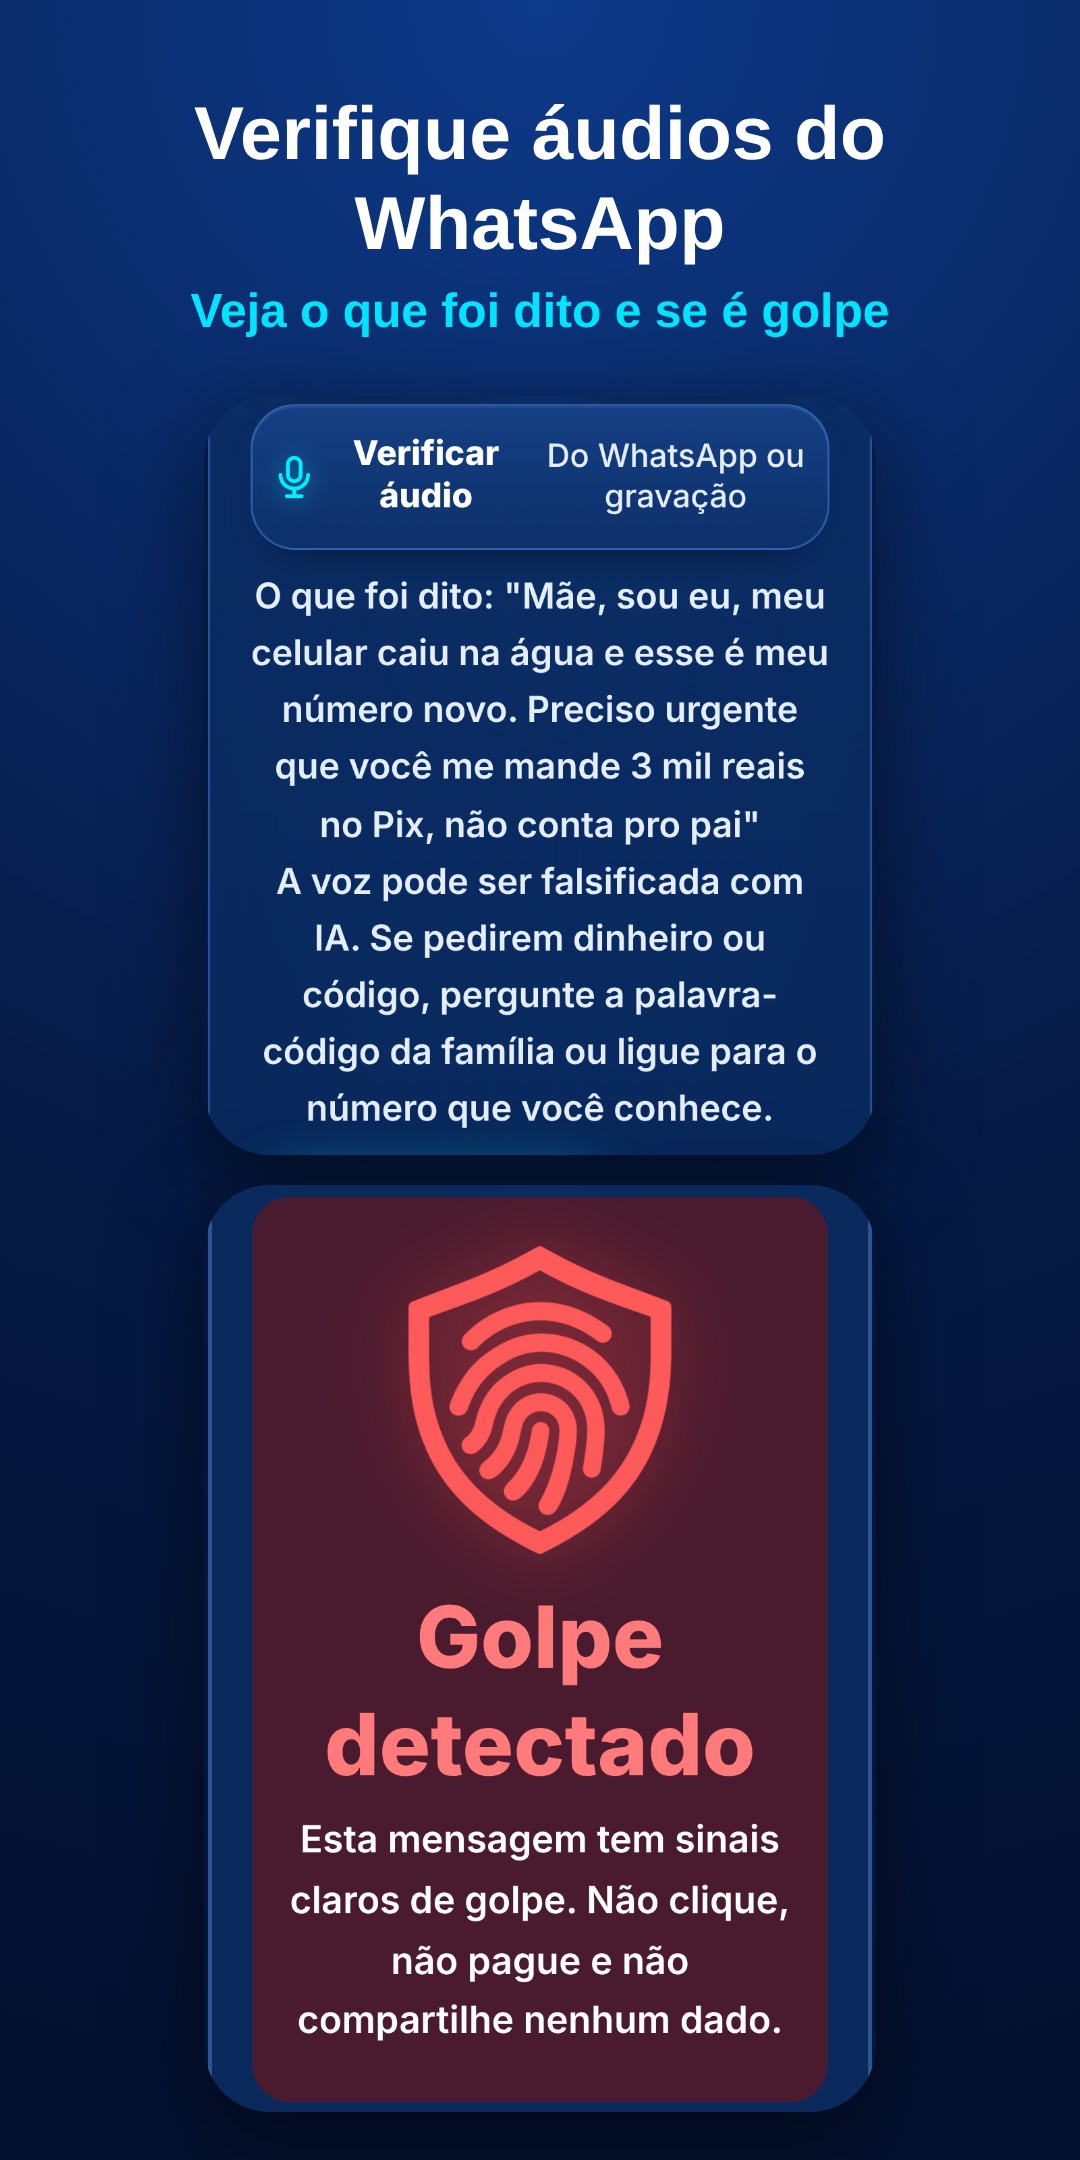 Verifique áudios do
WhatsApp
Veja o que foi dito e se é golpe
Verificar
áudio
Do WhatsApp ou
gravação
O que foi dito: "Mãe, sou eu, meu
celular caiu na água e esse é meu
número novo. Preciso urgente
que você me mande 3 mil reais
no Pix, não conta pro pai"
A voz pode ser falsificada com
IA. Se pedirem dinheiro ou
código, pergunte a palavra-
código da família ou ligue para o
número que você conhece.
Golpe
detectado
Esta mensagem tem sinais
claros de golpe. Não clique,
não pague e não
compartilhe nenhum dado.